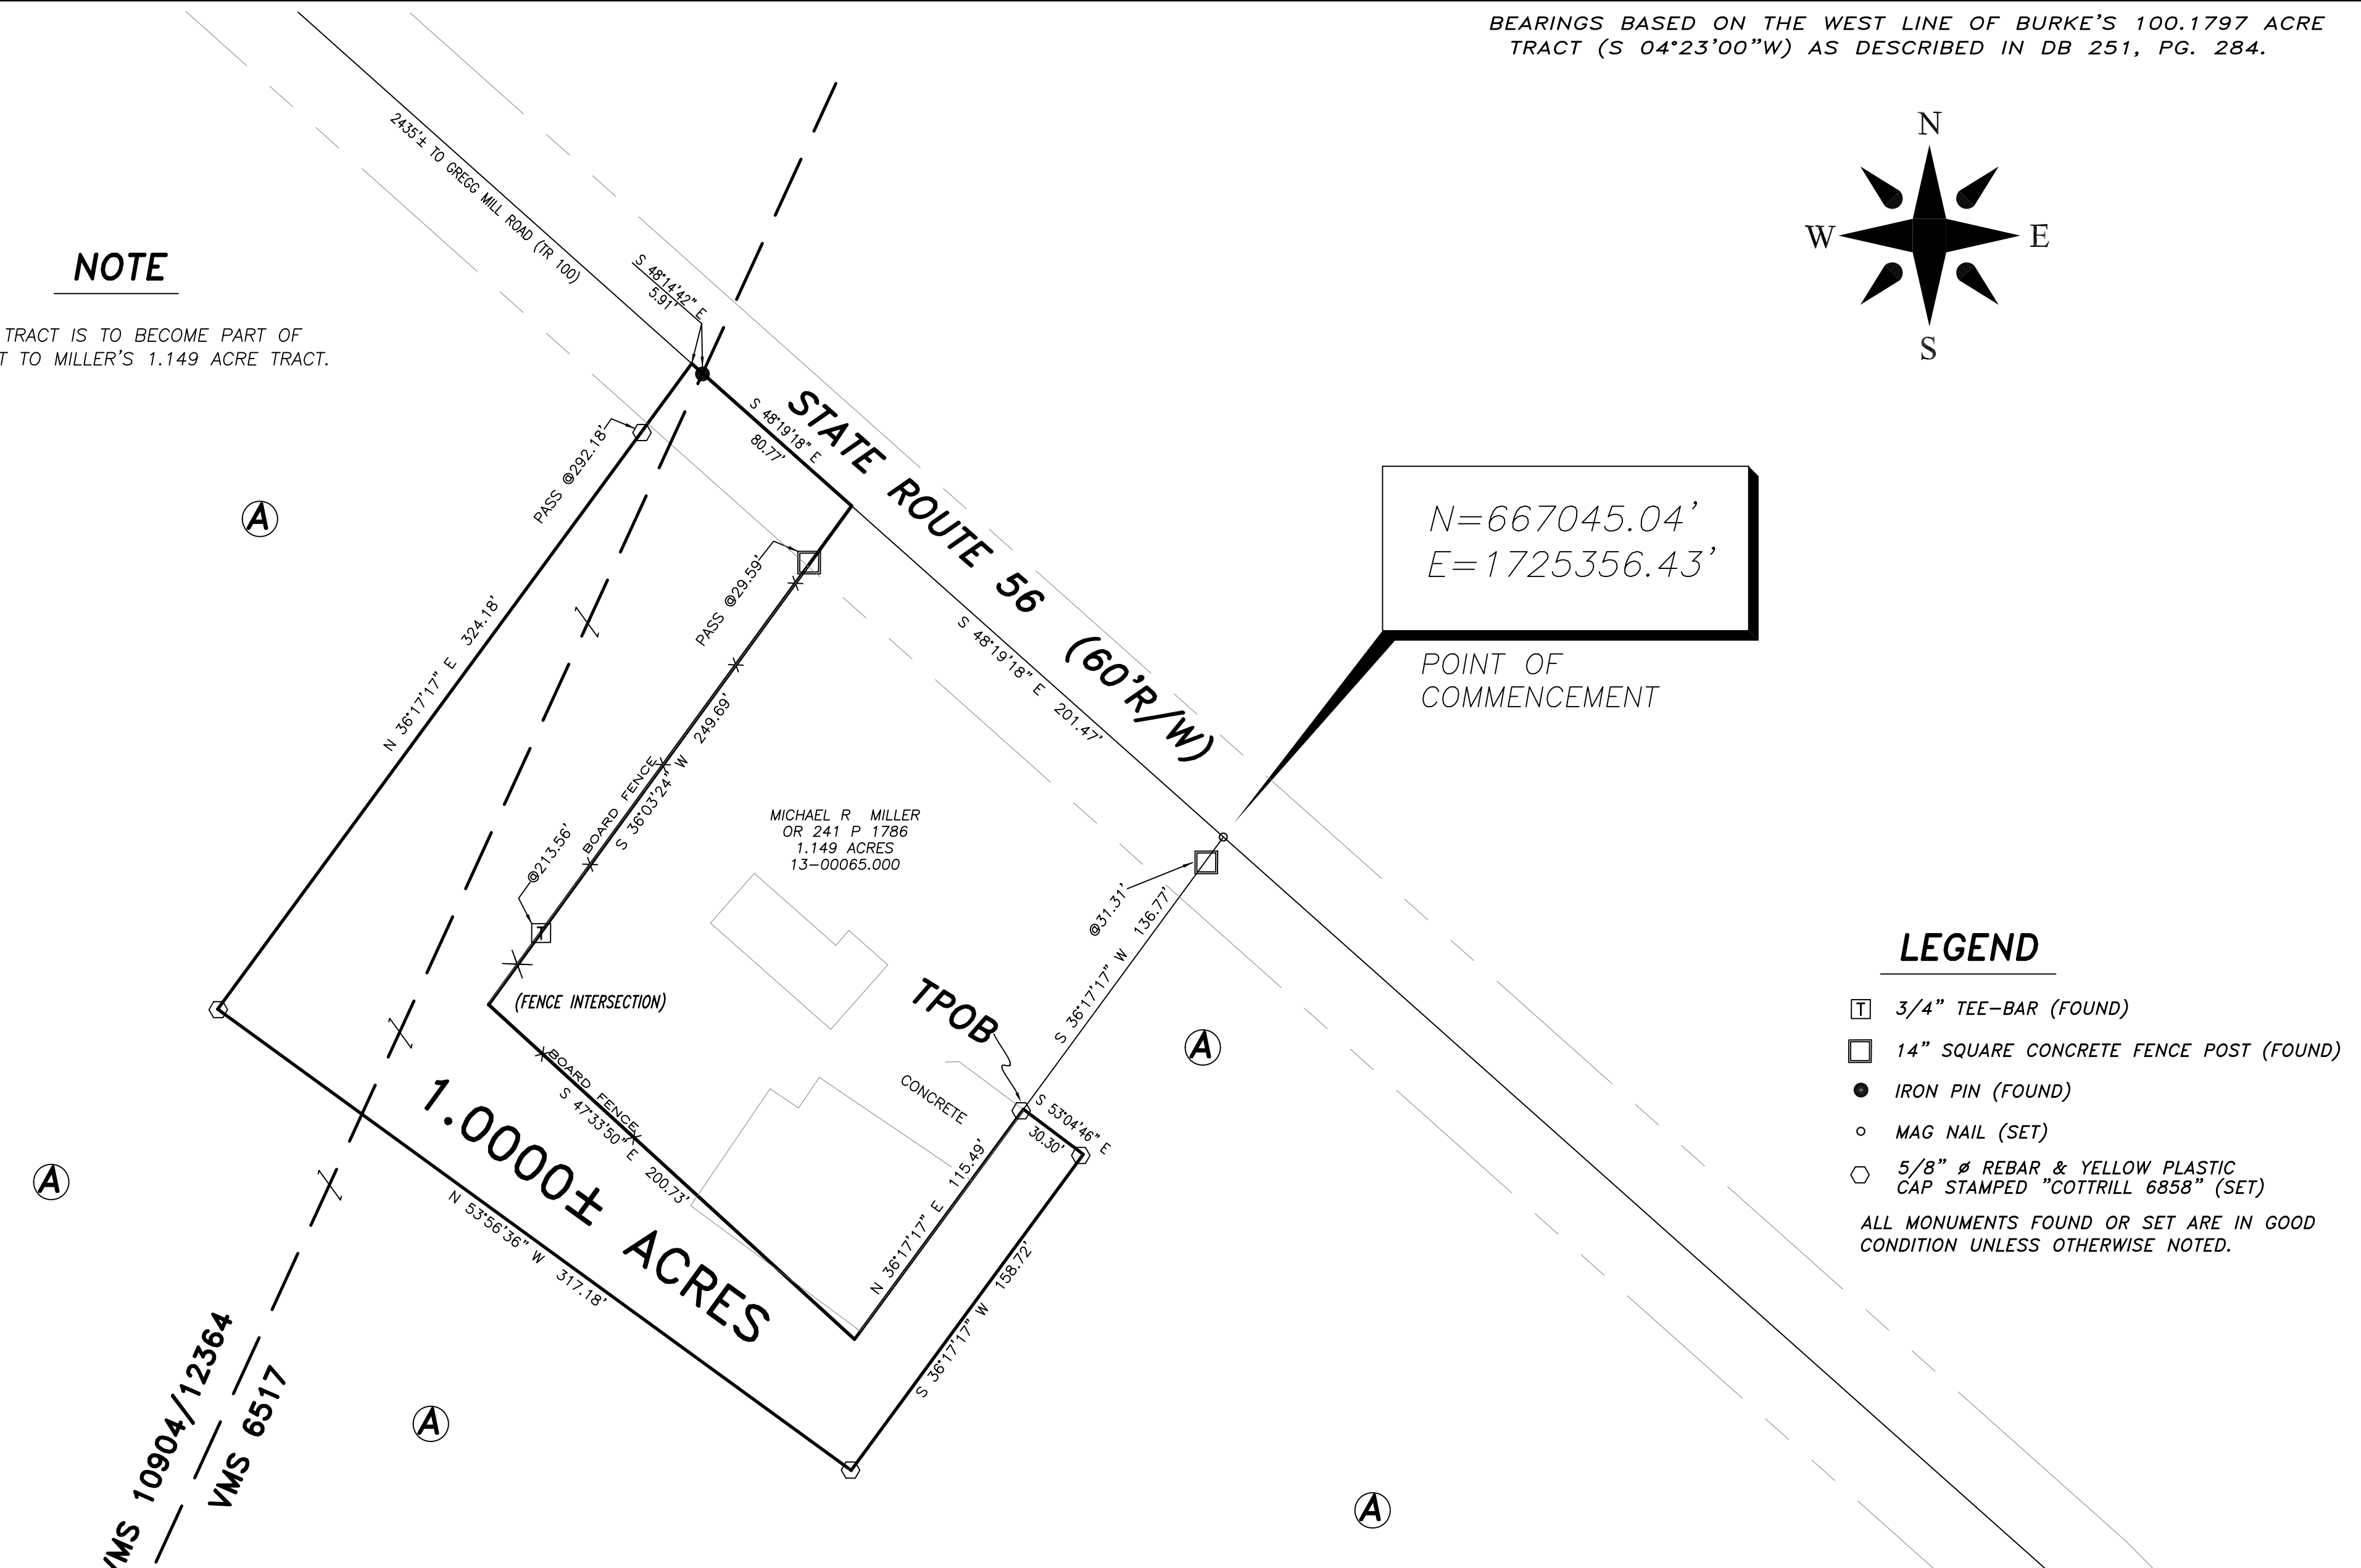 BEARINGS BASED ON THE WEST LINE OF BURKE'S 100.1797 ACRE
TRACT (S 04°23'00"W) AS DESCRIBED IN DB 251, PG. 284.
N
W
E
S
2435'± TO GREGG MILL ROAD (TR 100)
NOTE
TRACT IS TO BECOME PART OF
T TO MILLER'S 1.149 ACRE TRACT.
S 48°14'42" E
5.91'
STATE ROUTE 56 (60'R/W)
S 48°19'18" E
80.77'
PASS @292.18'
A
N=667045.04'
E=1725356.43'
POINT OF
COMMENCEMENT
PASS @29.59'
N 36°17'17" E 324.18'
S 48°19'18" E 201.47'
BOARD FENCE
S 36°03'24" W 249.69'
MICHAEL R MILLER
OR 241 P 1786
1.149 ACRES
13-00065.000
@213.56'
T
@31.31'
S 36°17'17" W 136.77'
(FENCE INTERSECTION)
TPOB
A
CONCRETE
BOARD FENCE
S 47°33'50" E 200.73'
S 53°04'46" E
30.30'
N 36°17'17" E 115.49'
A
1.0000± ACRES
N 53°56'36" W 317.18'
S 36°17'17" W 158.72'
VMS 10904/12364
VMS 6517
A
A
LEGEND
T 3/4" TEE-BAR (FOUND)
14" SQUARE CONCRETE FENCE POST (FOUND)
IRON PIN (FOUND)
MAG NAIL (SET)
5/8" ø REBAR & YELLOW PLASTIC
CAP STAMPED "COTTRILL 6858" (SET)
ALL MONUMENTS FOUND OR SET ARE IN GOOD
CONDITION UNLESS OTHERWISE NOTED.